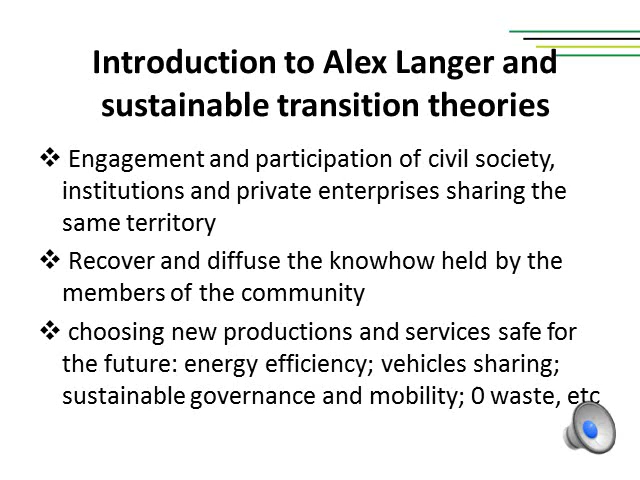 Introduction to Alex Langer and
sustainable transition theories
❖ Engagement and participation of civil society,
institutions and private enterprises sharing the
same territory
❖ Recover and diffuse the knowhow held by the
members of the community
❖ choosing new productions and services safe for
the future: energy efficiency; vehicles sharing;
sustainable governance and mobility; 0 waste, etc